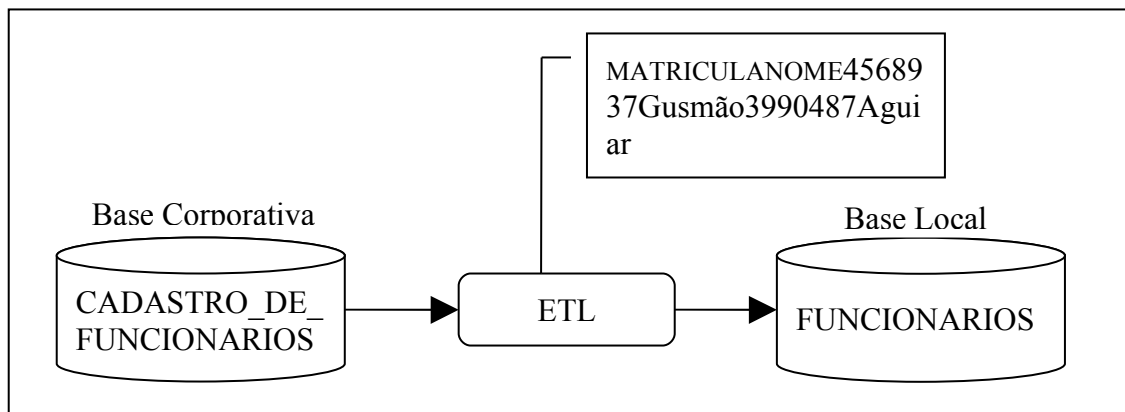 MATRICULANOME45689
37Gusmão3990487Agui
ar
Base Corporativa
Base Local
CADASTRO_DE_
FUNCIONARIOS
ETL
FUNCIONARIOS